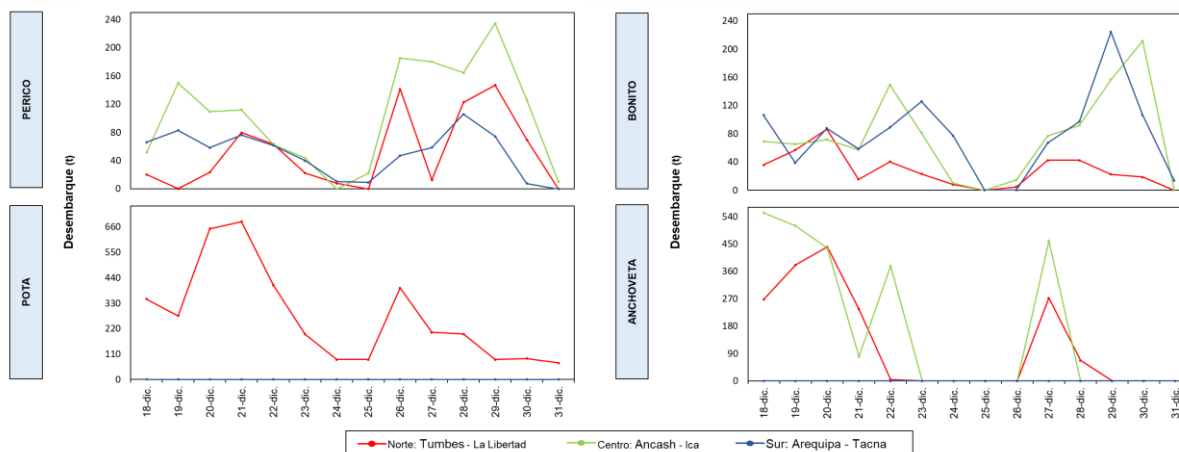 PERICO
Desembarque (t)
240
200
160
120
80
40
0
BONITO
Desembarque (t)
240
200
160
120
80
40
0
POTA
660
550
440
330
220
110
0
18-dic.
19-dic.
20-dic.
21-dic.
22-dic.
23-dic.
24-dic.
25-dic.
26-dic.
27-dic.
28-dic.
29-dic.
30-dic.
31-dic.
ANCHOVETA
540
450
360
270
180
90
0
18-dic.
19-dic.
20-dic.
21-dic.
22-dic.
23-dic.
24-dic.
25-dic.
26-dic.
27-dic.
28-dic.
29-dic.
30-dic.
31-dic.
Norte: Tumbes - La Libertad Centro: Ancash - Ica Sur: Arequipa - Tacna